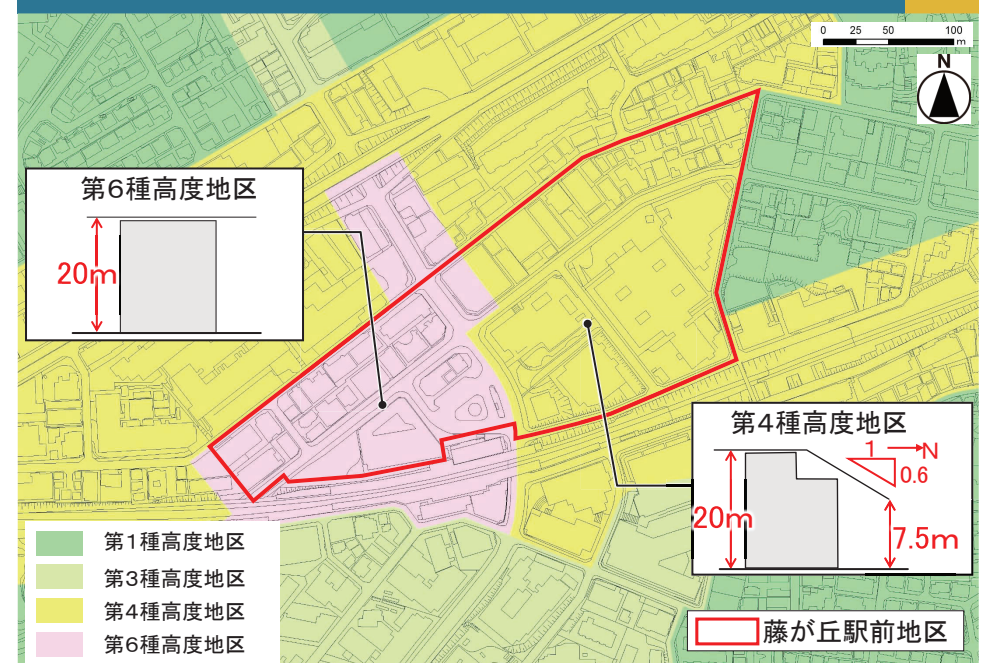 0 25 50 100
m
N
第6種高度地区
20m
第4種高度地区
1 N
0.6
20m
7.5m
第1種高度地区
第3種高度地区
第4種高度地区
第6種高度地区
藤が丘駅前地区